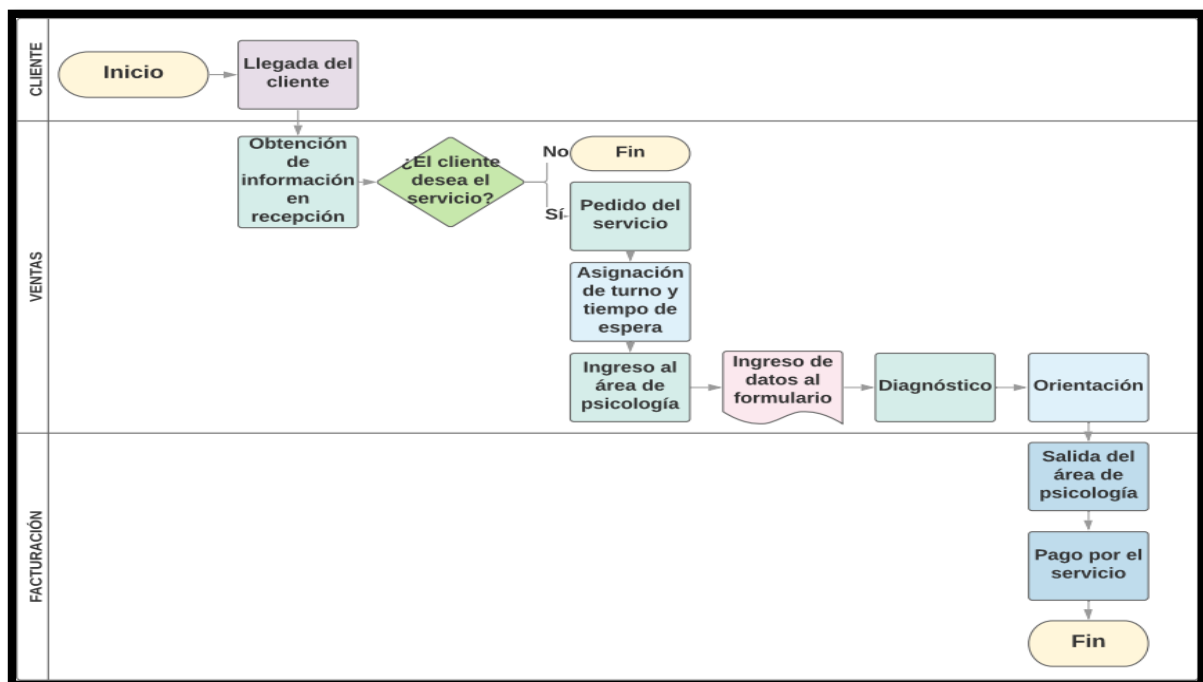 CLIENTE
Inicio
Llegada del
cliente
VENTAS
Obtención
de
información
en
recepción
¿El cliente
desea el
servicio?
No
Fin
Sí
Pedido del
servicio
Asignación
de turno y
tiempo de
espera
Ingreso al
área de
psicología
Ingreso de
datos al
formulario
Diagnóstico
Orientación
FACTURACIÓN
Salida del
área de
psicología
Pago por el
servicio
Fin